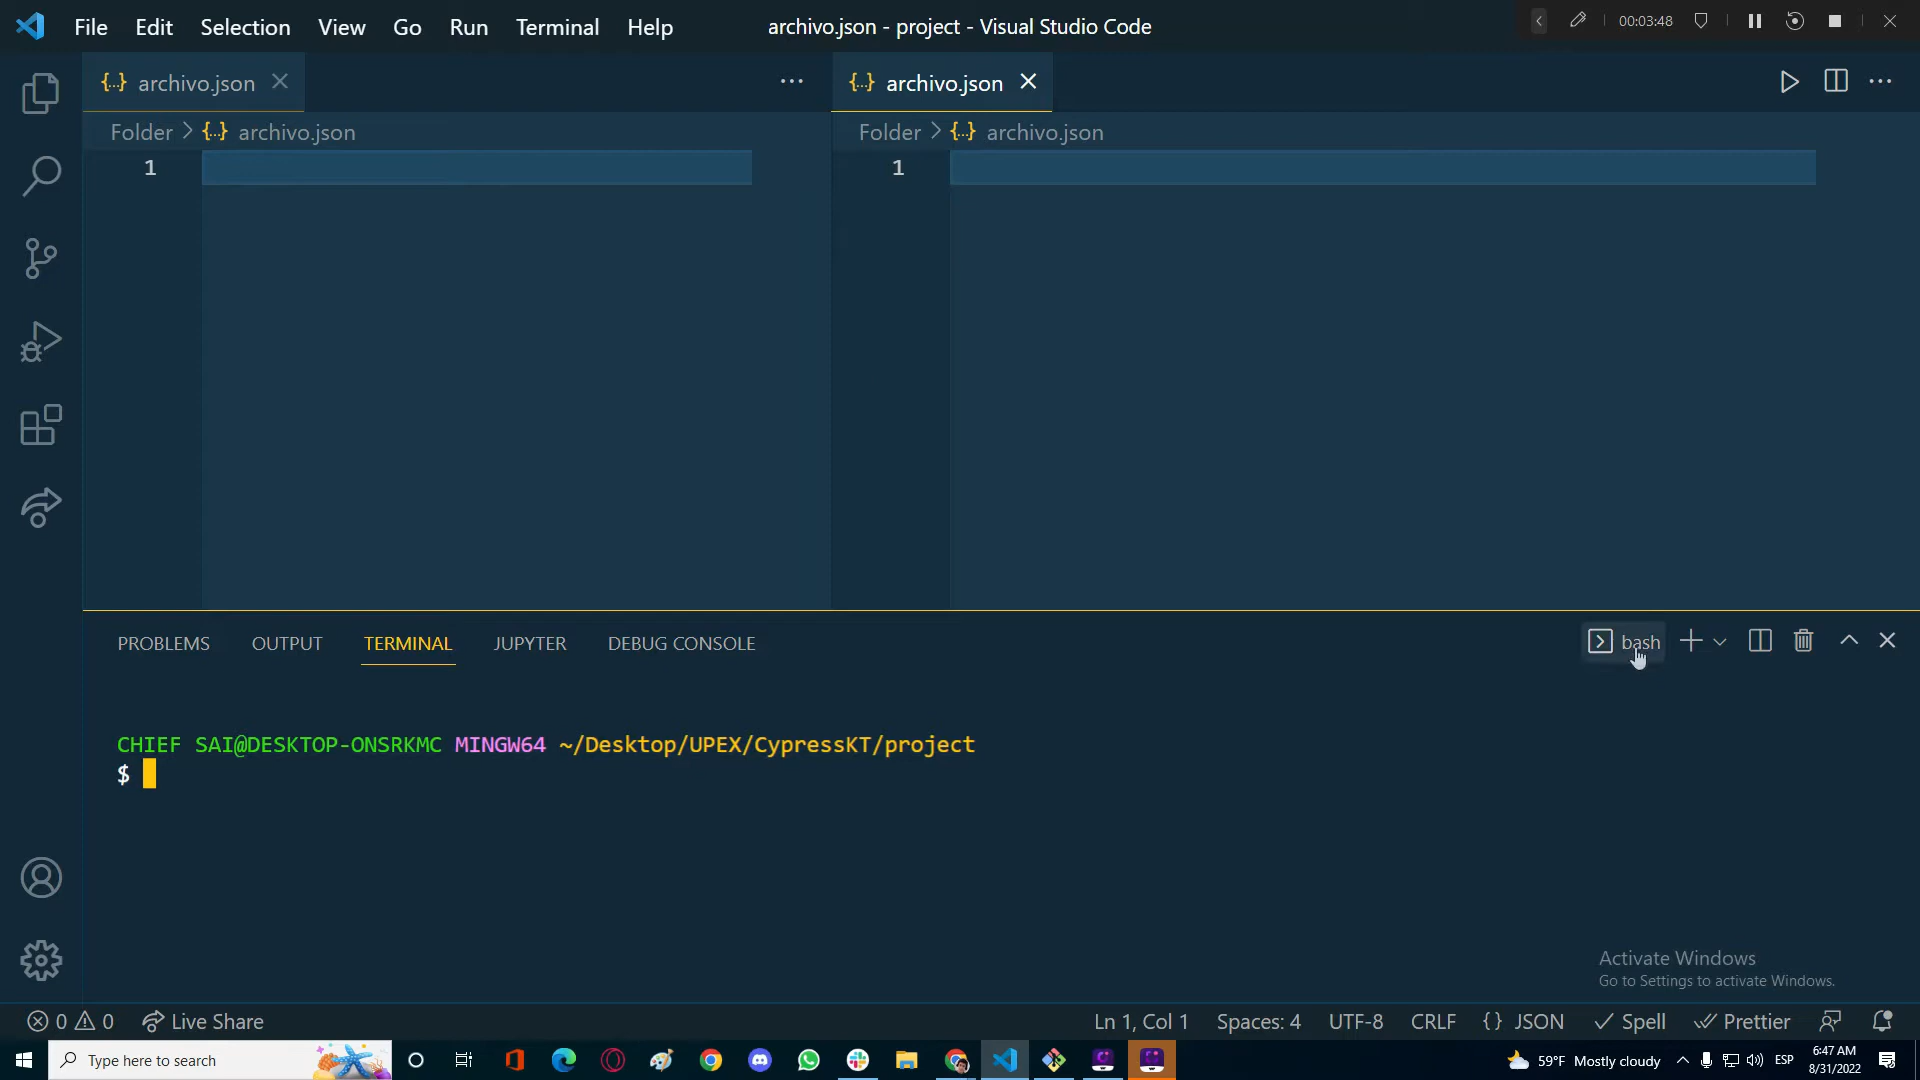 File Edit Selection View Go Run Terminal Help archivo.json - project - Visual Studio Code 00:03:48
{..} archivo.json
{..} archivo.json
Folder > {..} archivo.json
Folder > {..} archivo.json
1
1
PROBLEMS OUTPUT TERMINAL JUPYTER DEBUG CONSOLE bash
CHIEF SAI@DESKTOP-ONSRKMC MINGW64 ~/Desktop/UPEX/CypressKT/project
$
Activate Windows
Go to Settings to activate Windows.
0 0 Live Share Ln 1, Col 1 Spaces: 4 UTF-8 CRLF {} JSON Spell Prettier
Type here to search 59°F Mostly cloudy ESP 6:47 AM
8/31/2022